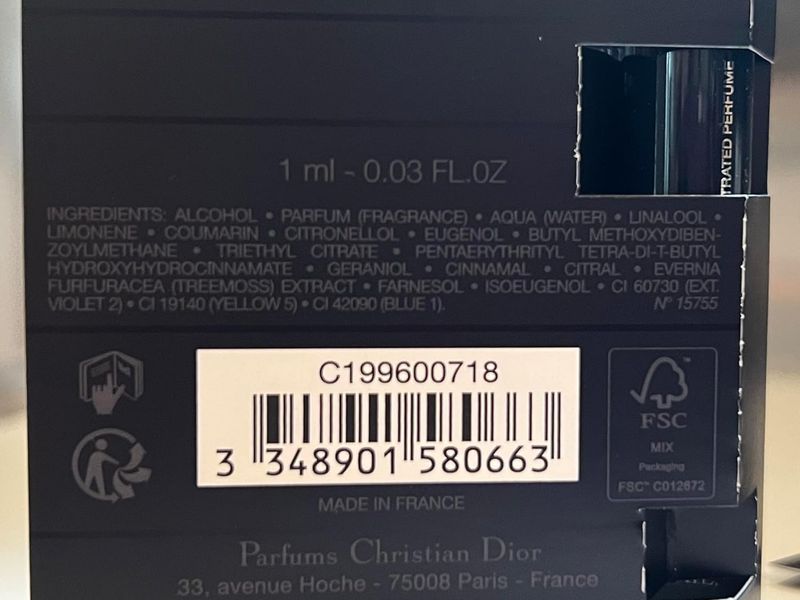 TRATED PERFUME
1 ml - 0.03 FL.OZ
INGREDIENTS: ALCOHOL • PARFUM (FRAGRANCE) • AQUA (WATER) • LINALOOL •
LIMONENE • COUMARIN • CITRONELLOL • EUGENOL • BUTYL METHOXYDIBEN-
ZOYLMETHANE • TRIETHYL CITRATE • PENTAERYTHRITYL TETRA-DI-T-BUTYL
HYDROXYHYDROCINNAMATE • GERANIOL • CINNAMAL • CITRAL • EVERNIA
FURFURACEA (TREEMOSS) EXTRACT • FARNESOL • ISOEUGENOL • CI 60730 (EXT.
VIOLET 2) • CI 19140 (YELLOW 5) • CI 42090 (BLUE 1). N° 15755
C199600718
3 348901 580663
FSC™
MIX
Packaging
FSC™ C012672
MADE IN FRANCE
Parfums Christian Dior
33, avenue Hoche - 75008 Paris - France